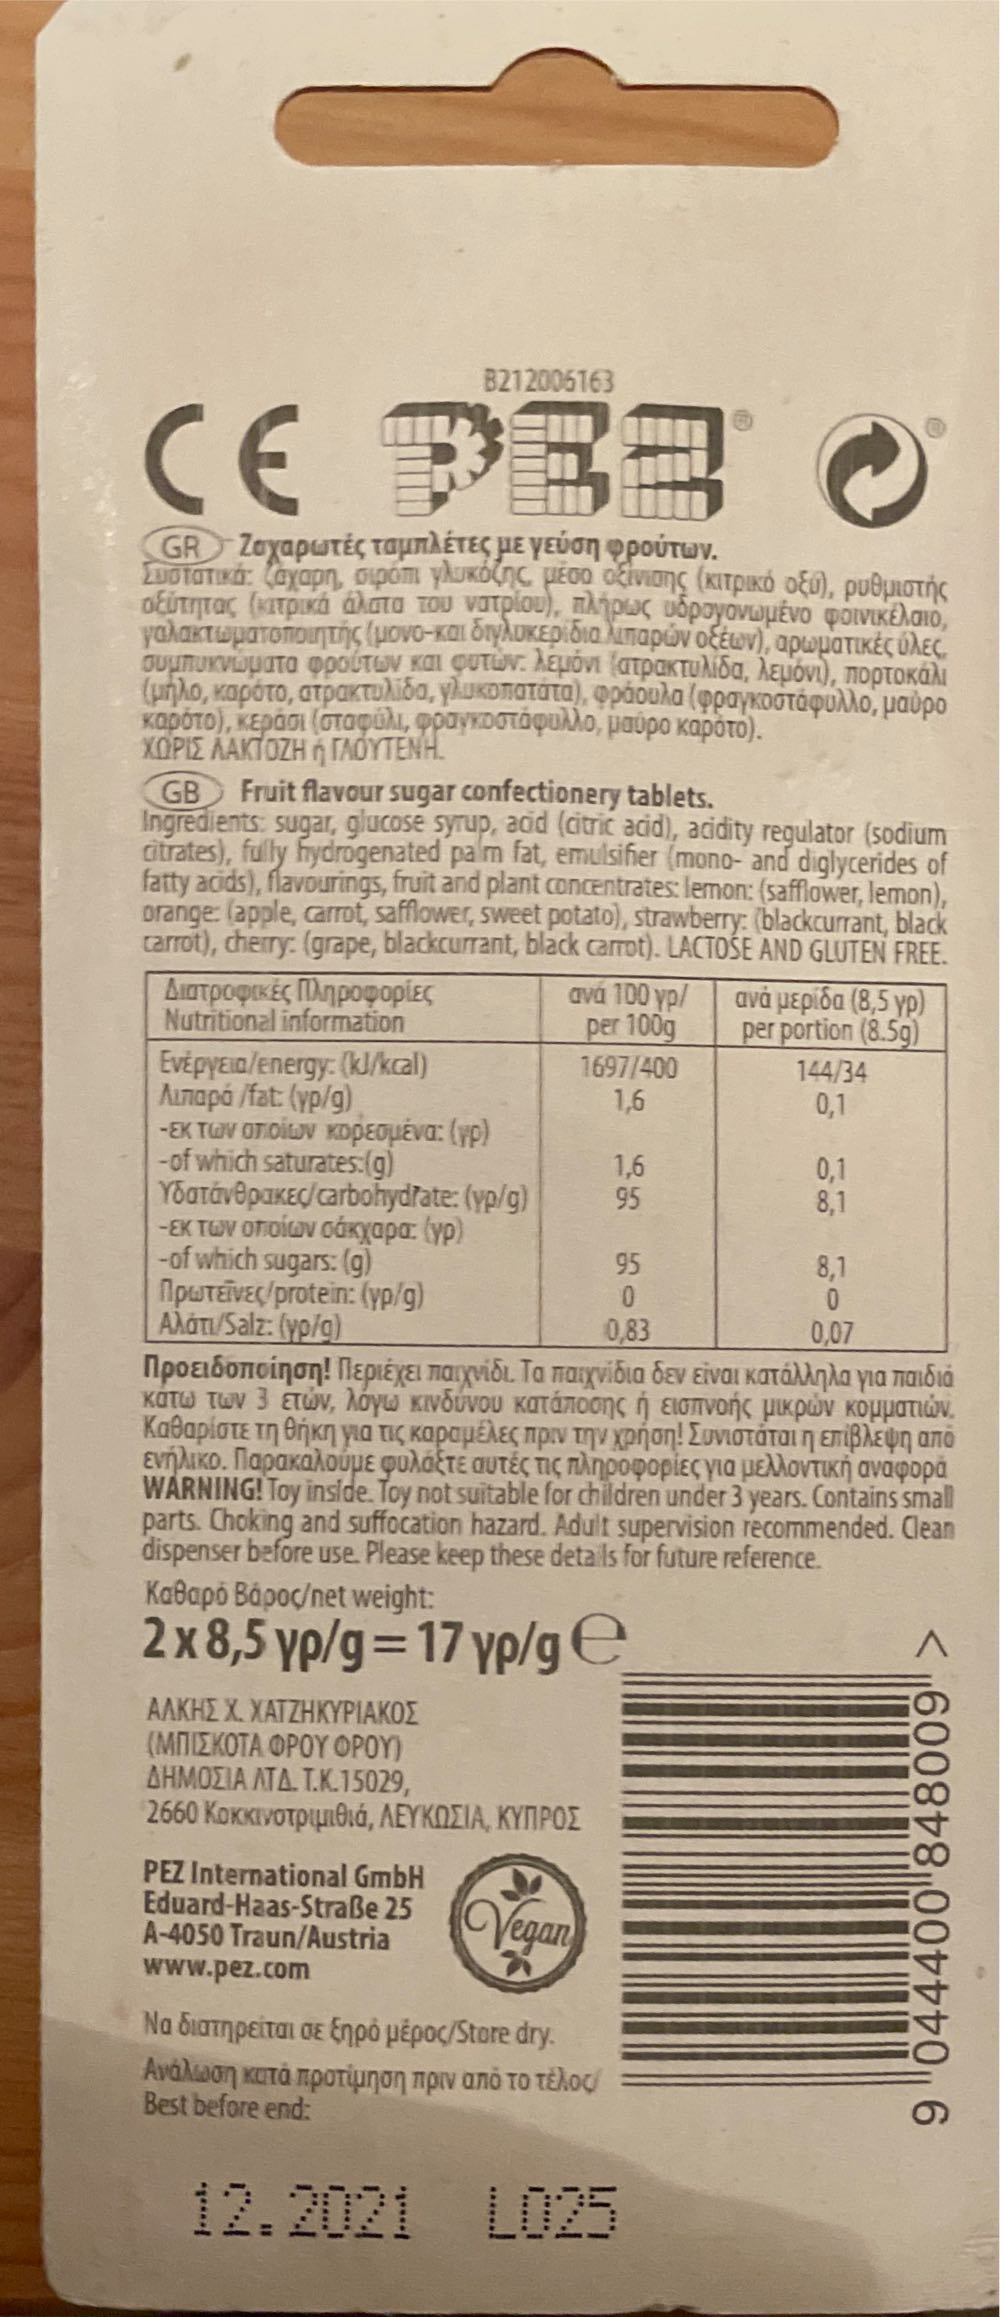 B212006163
CE PEZ® ®
GR Ζαχαρωτές ταμπλέτες με γεύση φρούτων.
Συστατικά: ζάχαρη, σιρόπι γλυκόζης, μέσο οξίνισης (κιτρικό οξύ), ρυθμιστής
οξύτητας (κιτρικά άλατα του νατρίου), πλήρως υδρογονωμένο φοινικέλαιο,
γαλακτωματοποιητής (μονο-και διγλυκερίδια λιπαρών οξέων), αρωματικές ύλες,
συμπυκνώματα φρούτων και φυτών: λεμόνι (ατρακτυλίδα, λεμόνι), πορτοκάλι
(μήλο, καρότο, ατρακτυλίδα, γλυκοπατάτα), φράουλα (φραγκοστάφυλλο, μαύρο
καρότο), κεράσι (σταφύλι, φραγκοστάφυλλο, μαύρο καρότο).
ΧΩΡΙΣ ΛΑΚΤΟΖΗ ή ΓΛΟΥΤΕΝΗ.
GB Fruit flavour sugar confectionery tablets.
Ingredients: sugar, glucose syrup, acid (citric acid), acidity regulator (sodium
citrates), fully hydrogenated palm fat, emulsifier (mono- and diglycerides of
fatty acids), flavourings, fruit and plant concentrates: lemon: (safflower, lemon),
orange: (apple, carrot, safflower, sweet potato), strawberry: (blackcurrant, black
carrot), cherry: (grape, blackcurrant, black carrot). LACTOSE AND GLUTEN FREE.
Διατροφικές Πληροφορίες ανά 100 γρ/ ανά μερίδα (8,5 γρ)
Nutritional information per 100g per portion (8.5g)
Ενέργεια/energy: (kJ/kcal) 1697/400 144/34
Λιπαρά /fat: (γρ/g) 1,6 0,1
-εκ των οποίων κορεσμένα: (γρ)
-of which saturates:(g) 1,6 0,1
Υδατάνθρακες/carbohydrate: (γρ/g) 95 8,1
-εκ των οποίων σάκχαρα: (γρ)
-of which sugars: (g) 95 8,1
Πρωτεΐνες/protein: (γρ/g) 0 0
Αλάτι/Salz: (γρ/g) 0,83 0,07
Προειδοποίηση! Περιέχει παιχνίδι. Τα παιχνίδια δεν είναι κατάλληλα για παιδιά
κάτω των 3 ετών, λόγω κινδύνου κατάποσης ή εισπνοής μικρών κομματιών.
Καθαρίστε τη θήκη για τις καραμέλες πριν την χρήση! Συνιστάται η επίβλεψη από
ενήλικο. Παρακαλούμε φυλάξτε αυτές τις πληροφορίες για μελλοντική αναφορά
WARNING! Toy inside. Toy not suitable for children under 3 years. Contains small
parts. Choking and suffocation hazard. Adult supervision recommended. Clean
dispenser before use. Please keep these details for future reference.
Καθαρό Βάρος/net weight:
2 x 8,5 γρ/g = 17 γρ/g ℮
ΑΛΚΗΣ Χ. ΧΑΤΖΗΚΥΡΙΑΚΟΣ
(ΜΠΙΣΚΟΤΑ ΦΡΟΥ ΦΡΟΥ)
ΔΗΜΟΣΙΑ ΛΤΔ. Τ.Κ.15029,
2660 Κοκκινοτριμιθιά, ΛΕΥΚΩΣΙΑ, ΚΥΠΡΟΣ
PEZ International GmbH
Eduard-Haas-Straße 25
A-4050 Traun/Austria
www.pez.com
Vegan
9 044400 848009 >
Να διατηρείται σε ξηρό μέρος/Store dry.
Ανάλωση κατά προτίμηση πριν από το τέλος/
Best before end:
12.2021 L025